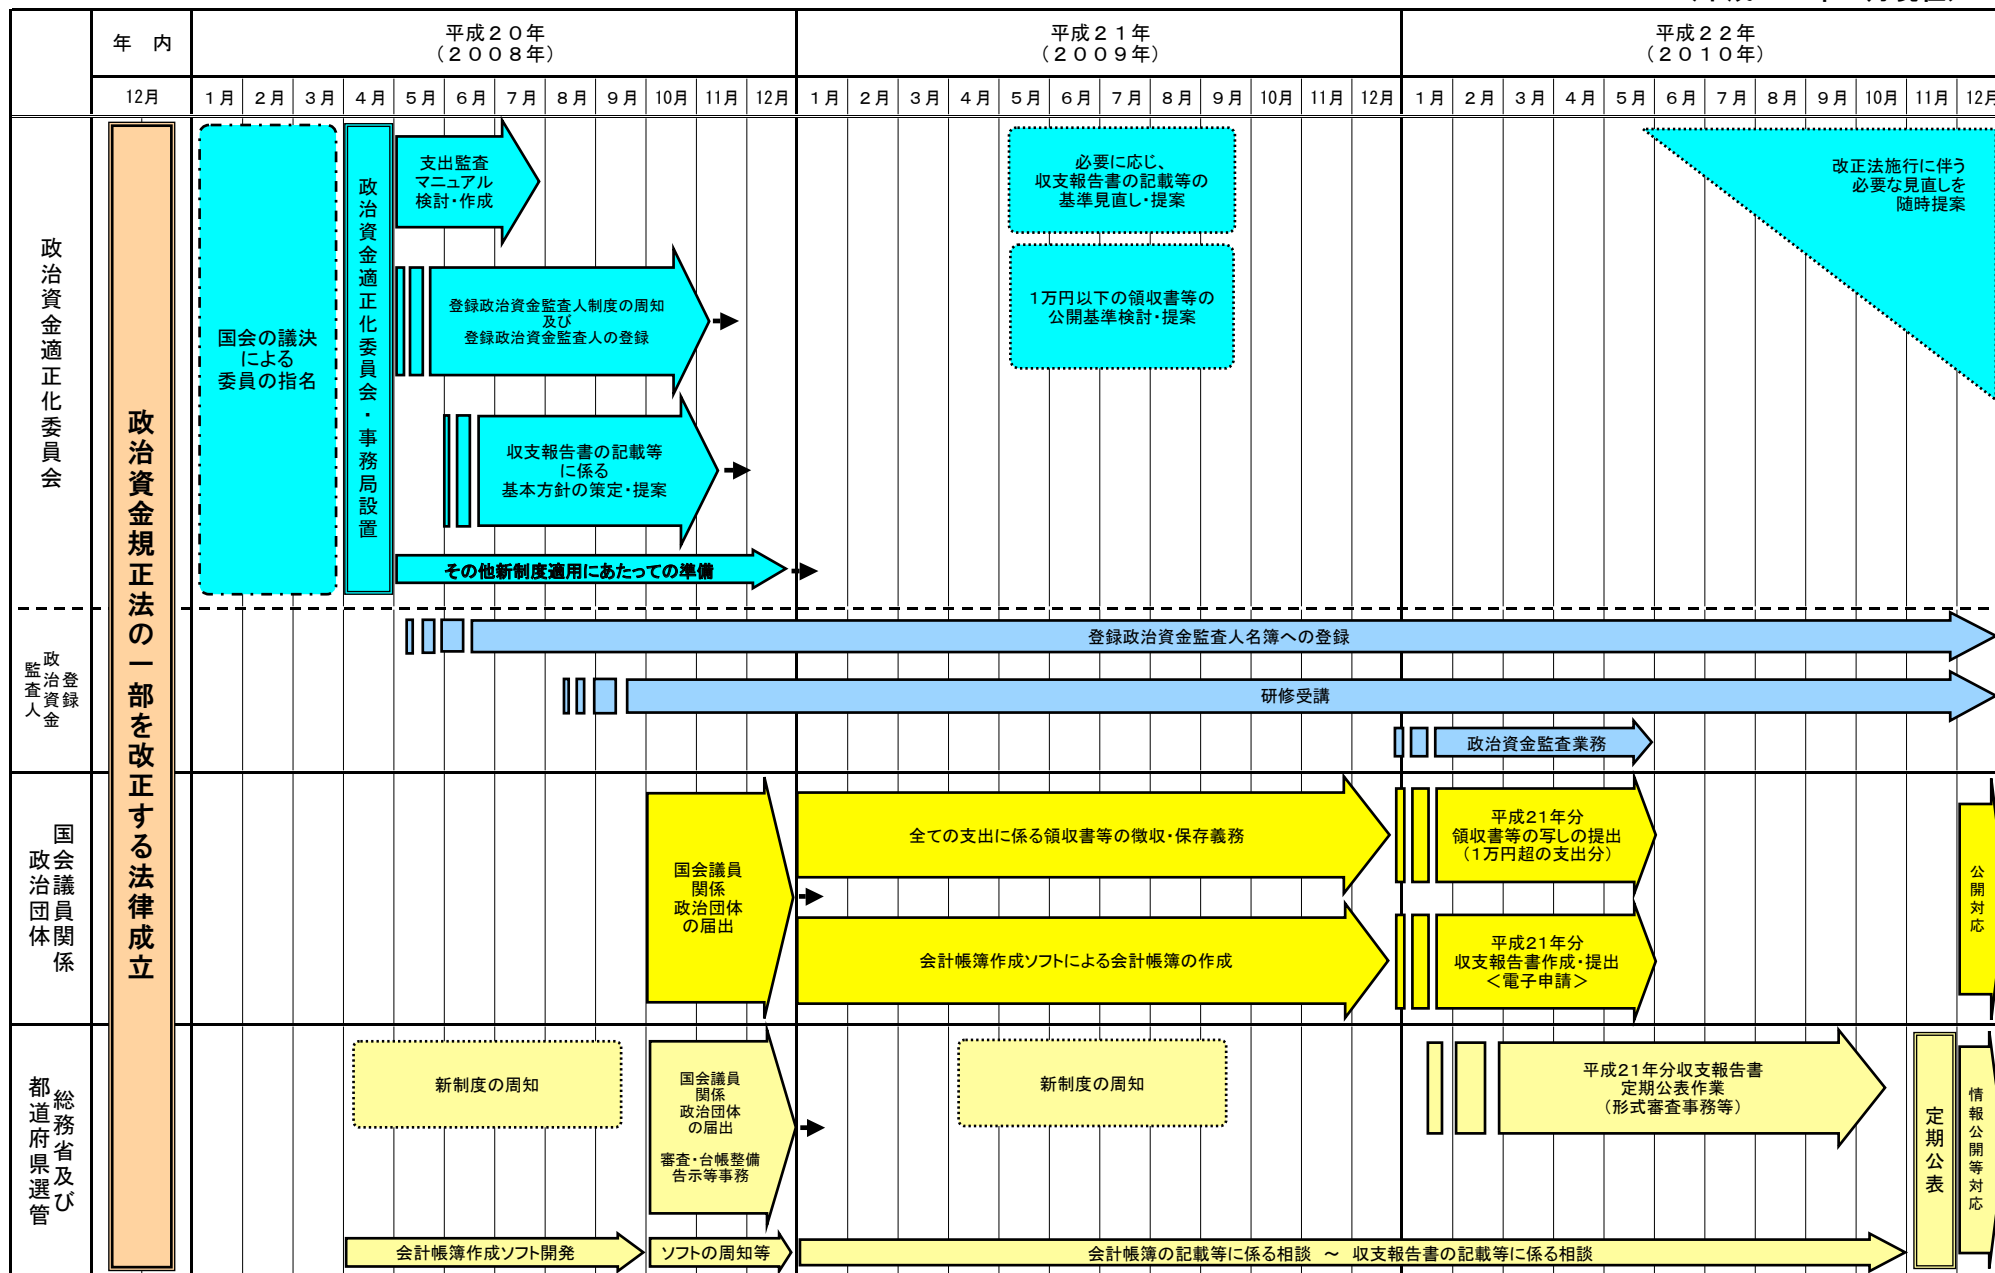 年　内
平成２０年
（２００８年）
平成２１年
（２００９年）
平成２２年
（２０１０年）
12月
１月
２月
３月
４月
５月
６月
７月
８月
９月
10月
11月
12月
１月
２月
３月
４月
５月
６月
７月
８月
９月
10月
11月
12月
１月
２月
３月
４月
５月
６月
７月
８月
９月
10月
11月
12月
政治資金規正法の一部を改正する法律成立
政治資金適正化委員会
国会の議決
による
委員の指名
政治資金適正化委員会・事務局設置
支出監査
マニュアル
検討・作成
登録政治資金監査人制度の周知
及び
登録政治資金監査人の登録
収支報告書の記載等
に係る
基本方針の策定・提案
その他新制度適用にあたっての準備
必要に応じ、
収支報告書の記載等の
基準見直し・提案
１万円以下の領収書等の
公開基準検討・提案
改正法施行に伴う
必要な見直しを
随時提案
登録
政治資金
監査人
登録政治資金監査人名簿への登録
研修受講
政治資金監査業務
国会議員関係
政治団体
国会議員
関係
政治団体
の届出
全ての支出に係る領収書等の徴収・保存義務
会計帳簿作成ソフトによる会計帳簿の作成
平成21年分
領収書等の写しの提出
（１万円超の支出分）
平成21年分
収支報告書作成・提出
＜電子申請＞
公開対応
総務省及び
都道府県選管
新制度の周知
国会議員
関係
政治団体
の届出
審査・台帳整備
告示等事務
新制度の周知
平成21年分収支報告書
定期公表作業
（形式審査事務等）
定期公表
情報公開等対応
会計帳簿作成ソフト開発
ソフトの周知等
会計帳簿の記載等に係る相談　～　収支報告書の記載等に係る相談